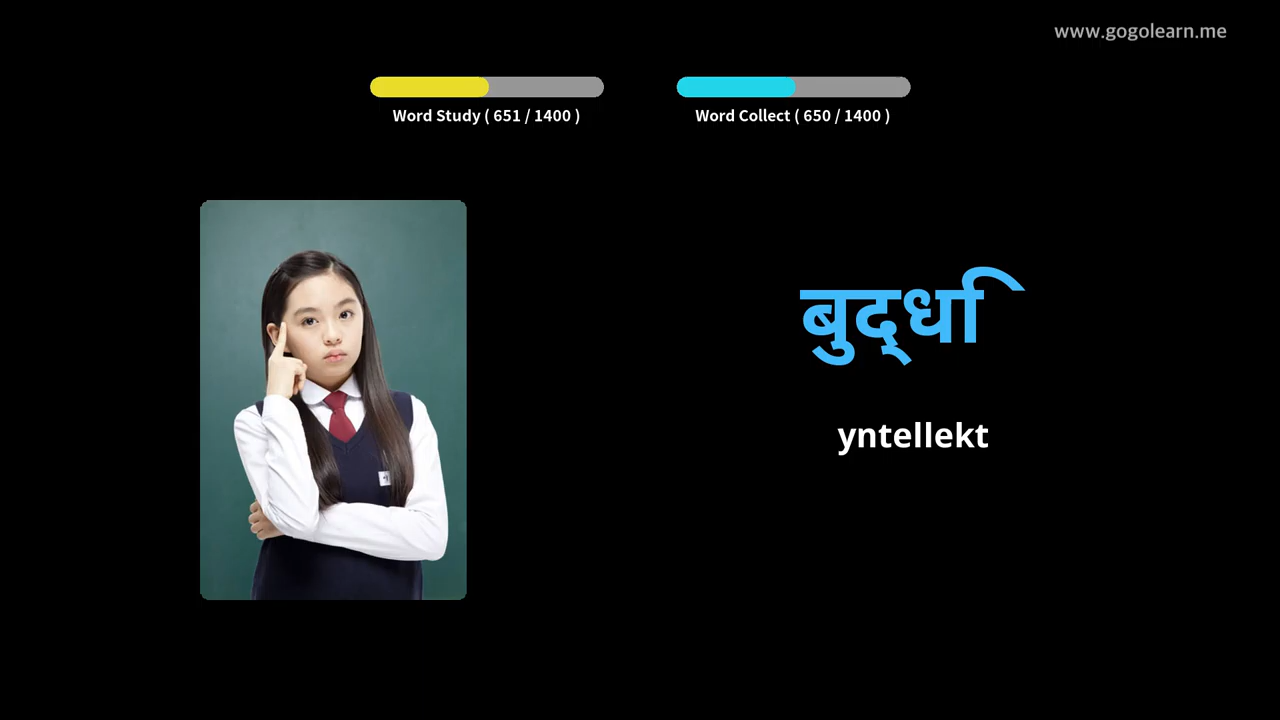 www.gogolearn.me
Word Study ( 651 / 1400 )
Word Collect ( 650 / 1400 )
बुद्धि
yntellekt